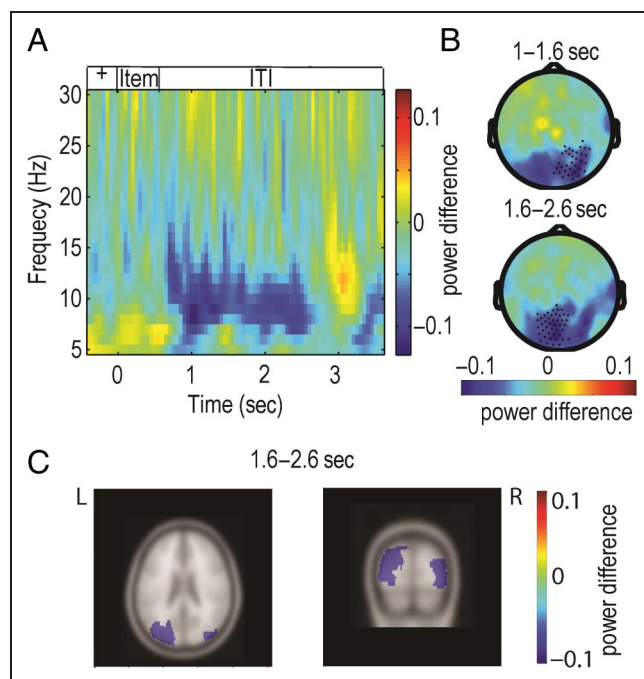 A
+ Item ITI
30
25
20
15
10
5
Frequecy (Hz)
0 1 2 3
Time (sec)
0.1
0
−0.1
power difference
B
1–1.6 sec
1.6–2.6 sec
−0.1 0 0.1
power difference
C
1.6–2.6 sec
L
R
0.1
0
−0.1
power difference